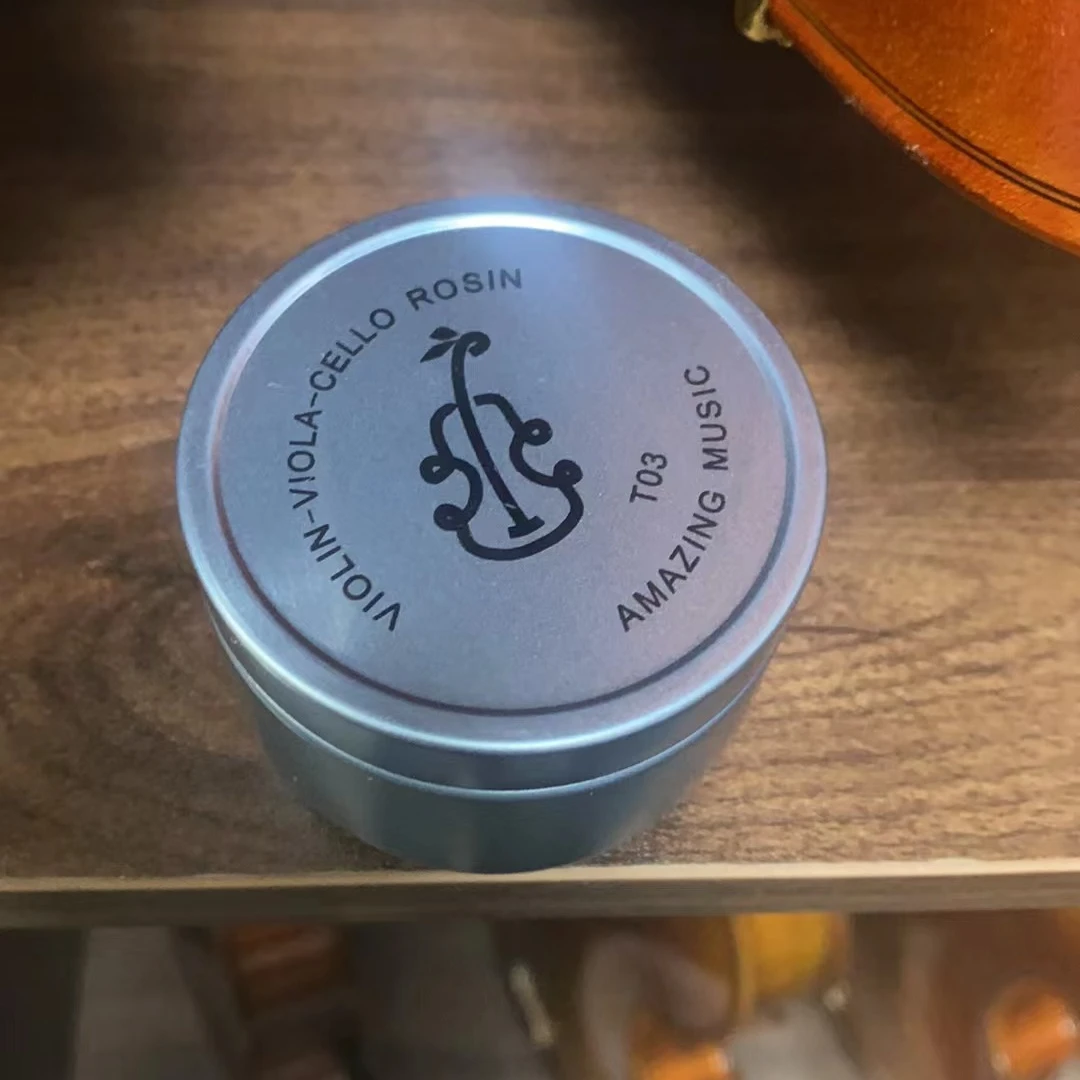 VIOLIN-VIOLA-CELLO ROSIN
T03
AMAZING MUSIC